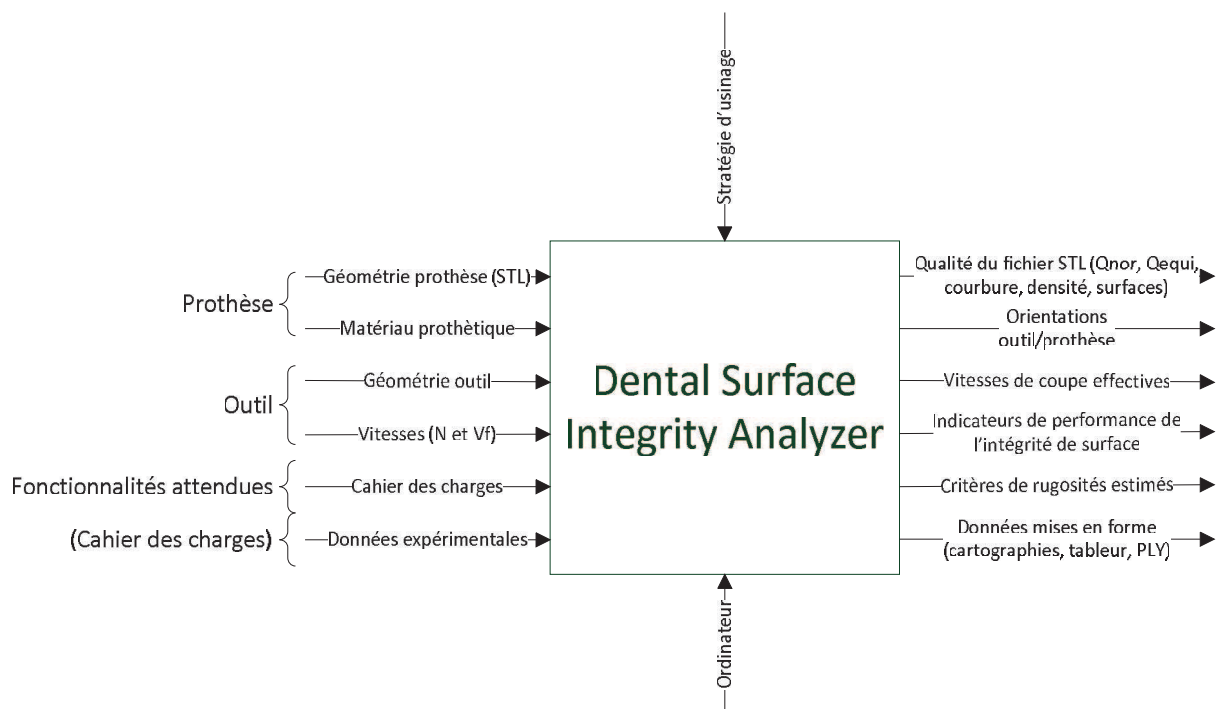 Stratégie d'usinage
Prothèse
Géométrie prothèse (STL)
Matériau prothètique
Outil
Géométrie outil
Vitesses (N et Vf)
Fonctionnalités attendues
Cahier des charges
(Cahier des charges)
Données expérimentales
Dental Surface
Integrity Analyzer
Qualité du fichier STL (Qnor, Qequi,
courbure, densité, surfaces)
Orientations
outil/prothèse
Vitesses de coupe effectives
Indicateurs de performance de
l'intégrité de surface
Critères de rugosités estimés
Données mises en forme
(cartographies, tableur, PLY)
Ordinateur